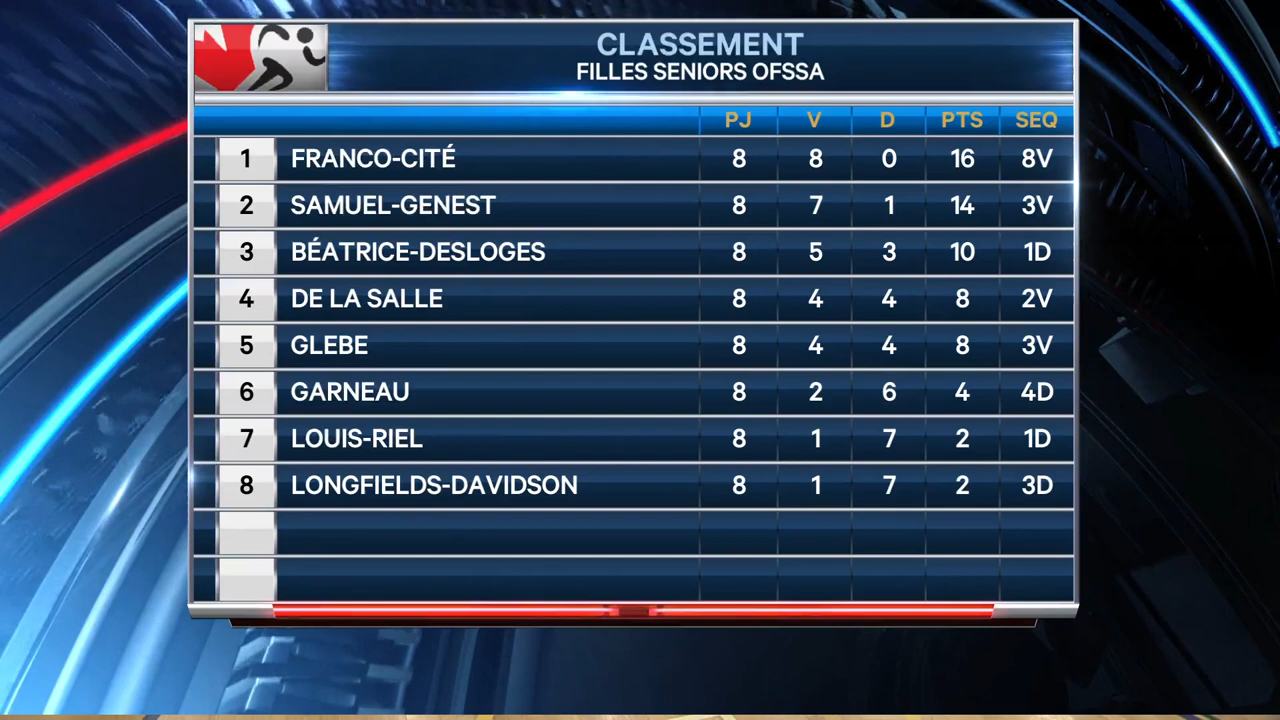 CLASSEMENT
FILLES SENIORS OFSSA
PJ V D PTS SEQ
1 FRANCO-CITÉ 8 8 0 16 8V
2 SAMUEL-GENEST 8 7 1 14 3V
3 BÉATRICE-DESLOGES 8 5 3 10 1D
4 DE LA SALLE 8 4 4 8 2V
5 GLEBE 8 4 4 8 3V
6 GARNEAU 8 2 6 4 4D
7 LOUIS-RIEL 8 1 7 2 1D
8 LONGFIELDS-DAVIDSON 8 1 7 2 3D